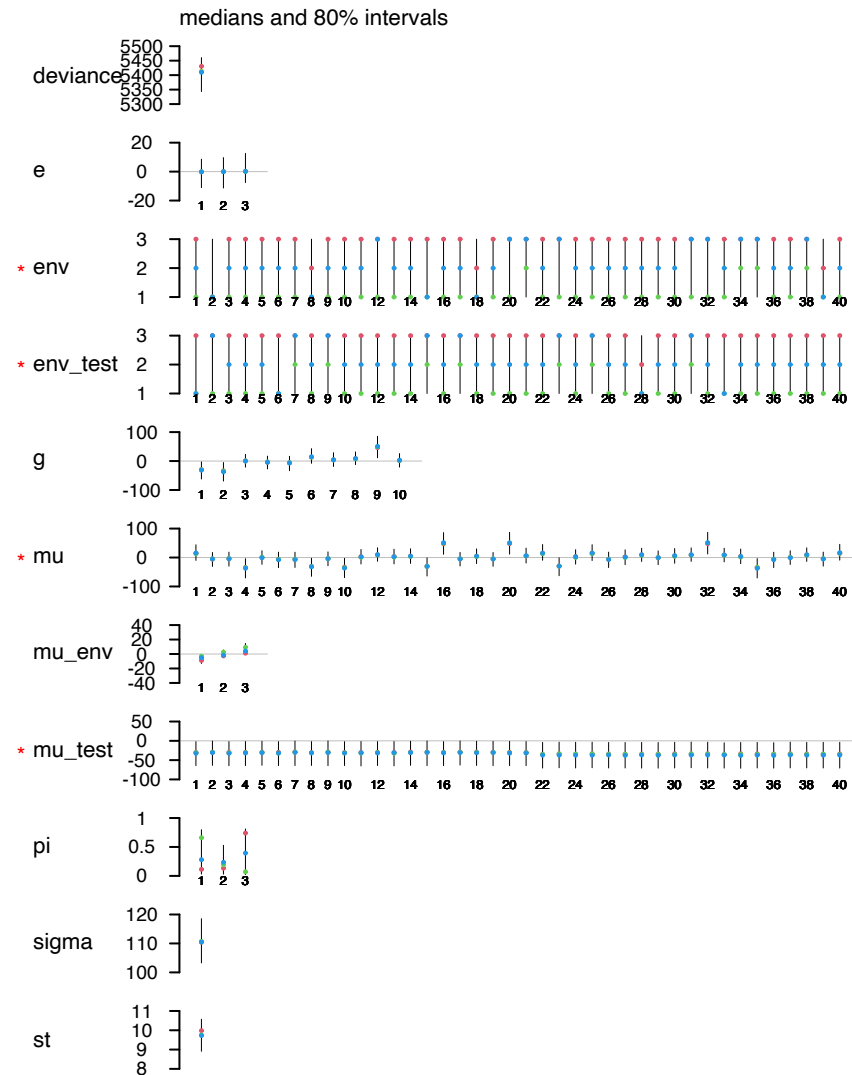 medians and 80% intervals
deviance 5500 5450 5400 5350 5300
e 20 0 -20
1 2 3
* env 3 2 1
1 2 3 4 5 6 7 8 9 10 12 14 16 18 20 22 24 26 28 30 32 34 36 38 40
* env_test 3 2 1
1 2 3 4 5 6 7 8 9 10 12 14 16 18 20 22 24 26 28 30 32 34 36 38 40
g 100 0 -100
1 2 3 4 5 6 7 8 9 10
* mu 100 0 -100
1 2 3 4 5 6 7 8 9 10 12 14 16 18 20 22 24 26 28 30 32 34 36 38 40
mu_env 40 20 0 -20 -40
1 2 3
* mu_test 50 0 -50 -100
1 2 3 4 5 6 7 8 9 10 12 14 16 18 20 22 24 26 28 30 32 34 36 38 40
pi 1 0.5 0
1 2 3
sigma 120 110 100
st 11 10 9 8